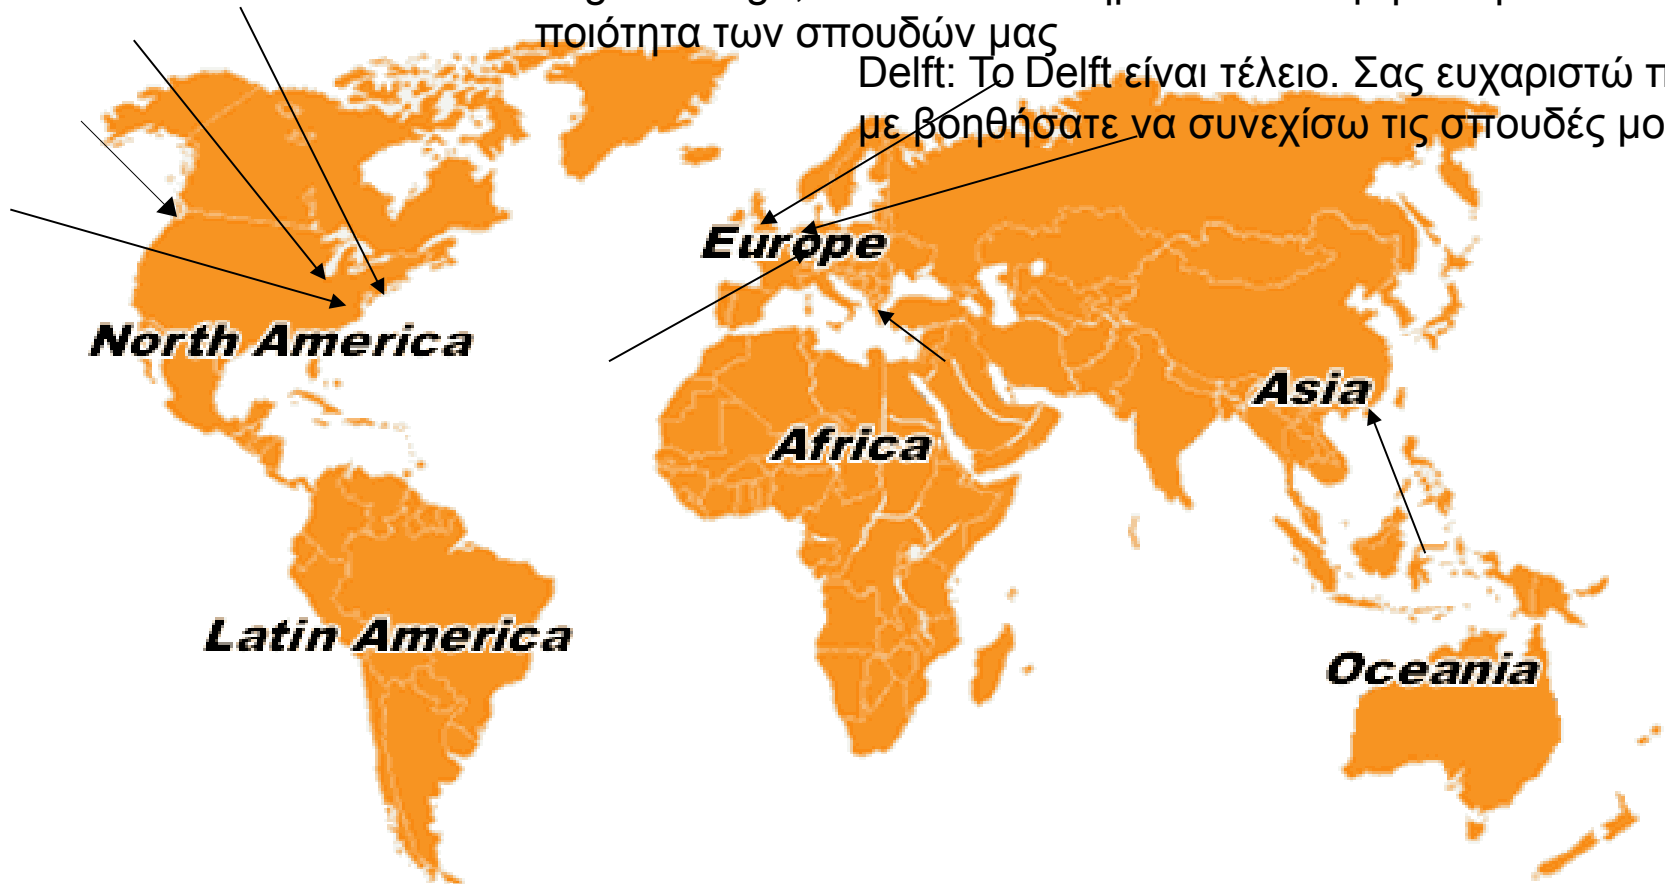 ποιότητα των σπουδών μας
Delft: Το Delft είναι τέλειο. Σας ευχαριστώ
με βοηθήσατε να συνεχίσω τις σπουδές
Europe
North America
Asia
Africa
Latin America
Oceania